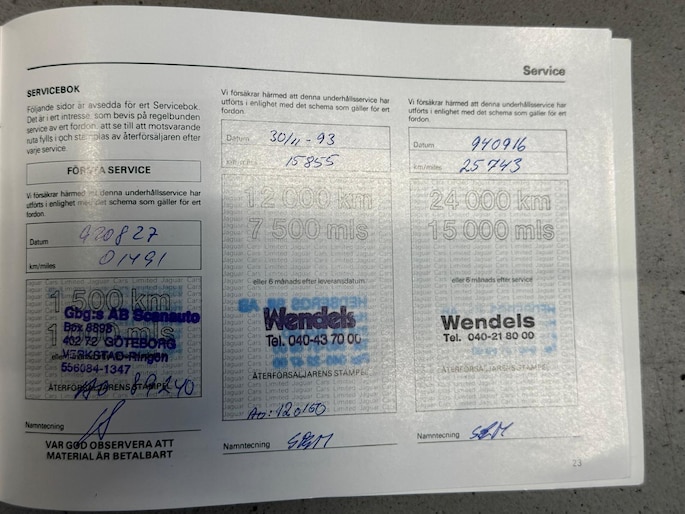 Service
SERVICEBOK
Följande sidor är avsedda för ert Servicebok.
Det är i ert intresse, som bevis på regelbunden
service av ert fordon, att se till att motsvarande
ruta fylls i och stämplas av återförsäljaren efter
varje service.
FÖRSTA SERVICE
Vi försäkrar härmed att denna underhållsservice har
utförts i enlighet med det schema som gäller för ert
fordon.
Datum 920827
km/miles 01491
1 500 km
Gbg:s AB Scanauto
Box 8898
402 72 GÖTEBORG
VERKSTAD-Ringön
556084-1347
ÅTERFÖRSÄLJARENS STÄMPEL
Namnteckning
VAR GOD OBSERVERA ATT
MATERIAL ÄR BETALBART
Vi försäkrar härmed att denna underhållsservice har
utförts i enlighet med det schema som gäller för ert
fordon.
Datum 30/11 - 93
km/miles 15855
12 000 km
7 500 mls
eller 6 månads efter leveransdatum.
Wendels
Tel. 040-43 70 00
ÅTERFÖRSÄLJARENS STÄMPEL
Ao: 120150
Namnteckning
Vi försäkrar härmed att denna underhållsservice har
utförts i enlighet med det schema som gäller för ert
fordon.
Datum 940916
km/miles 25743
24 000 km
15 000 mls
eller 6 månads efter service
Wendels
Tel. 040-21 80 00
ÅTERFÖRSÄLJARENS STÄMPEL
Namnteckning
23